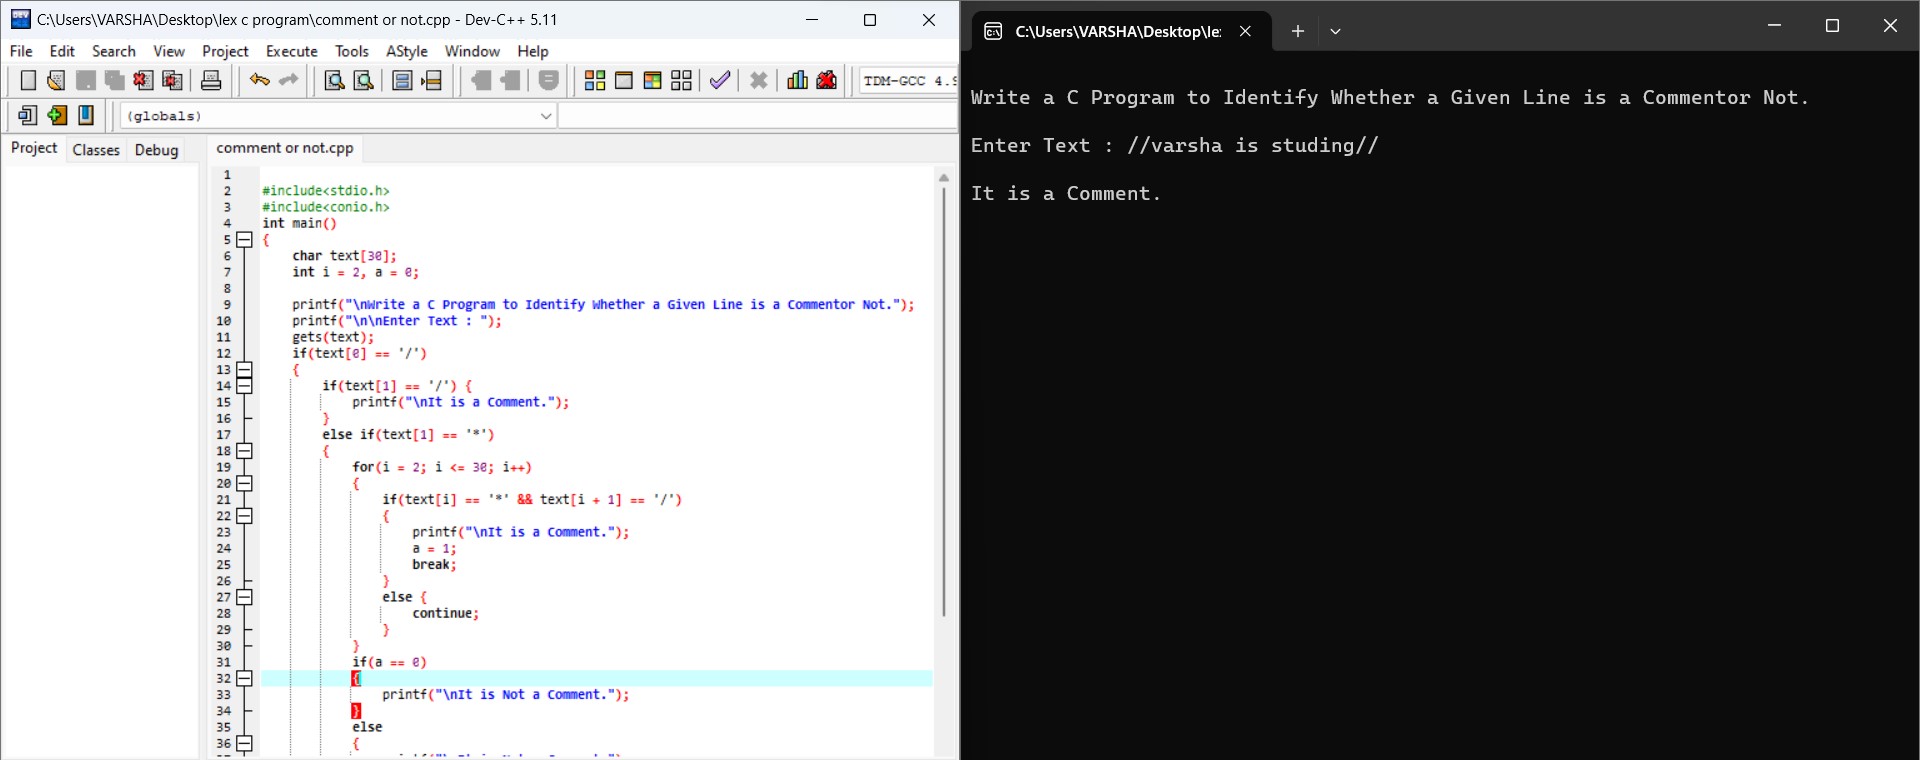 C:\Users\VARSHA\Desktop\lex c program\comment or not.cpp - Dev-C++ 5.11
File Edit Search View Project Execute Tools AStyle Window Help
TDM-GCC 4.9
(globals)
Project Classes Debug
comment or not.cpp
1
2 #include<stdio.h>
3 #include<conio.h>
4 int main()
5 {
6 char text[30];
7 int i = 2, a = 0;
8
9 printf("\nWrite a C Program to Identify Whether a Given Line is a Commentor Not.");
10 printf("\n\nEnter Text : ");
11 gets(text);
12 if(text[0] == '/')
13 {
14 if(text[1] == '/') {
15 printf("\nIt is a Comment.");
16 }
17 else if(text[1] == '*')
18 {
19 for(i = 2; i <= 30; i++)
20 {
21 if(text[i] == '*' && text[i + 1] == '/')
22 {
23 printf("\nIt is a Comment.");
24 a = 1;
25 break;
26 }
27 else {
28 continue;
29 }
30 }
31 if(a == 0)
32 {
33 printf("\nIt is Not a Comment.");
34 }
35 else
36 {
C:\Users\VARSHA\Desktop\le
Write a C Program to Identify Whether a Given Line is a Commentor Not.
Enter Text : //varsha is studing//
It is a Comment.